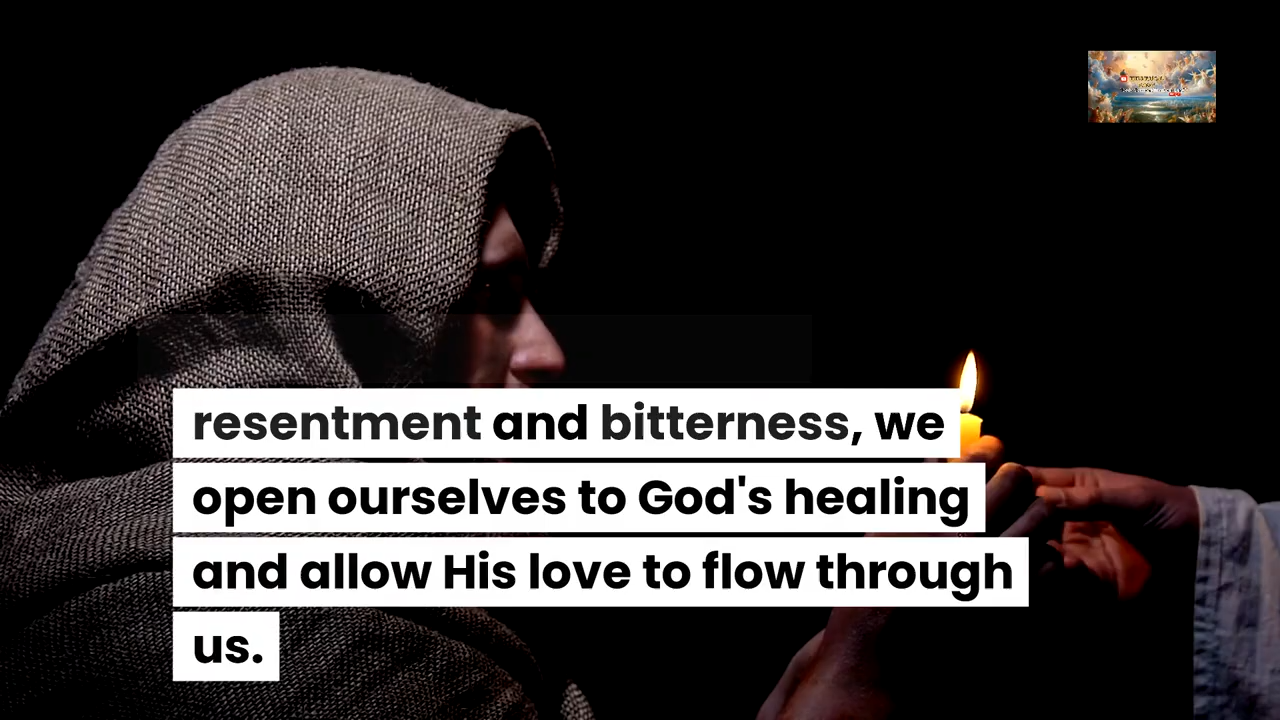 resentment and bitterness, we
open ourselves to God's healing
and allow His love to flow through
us.